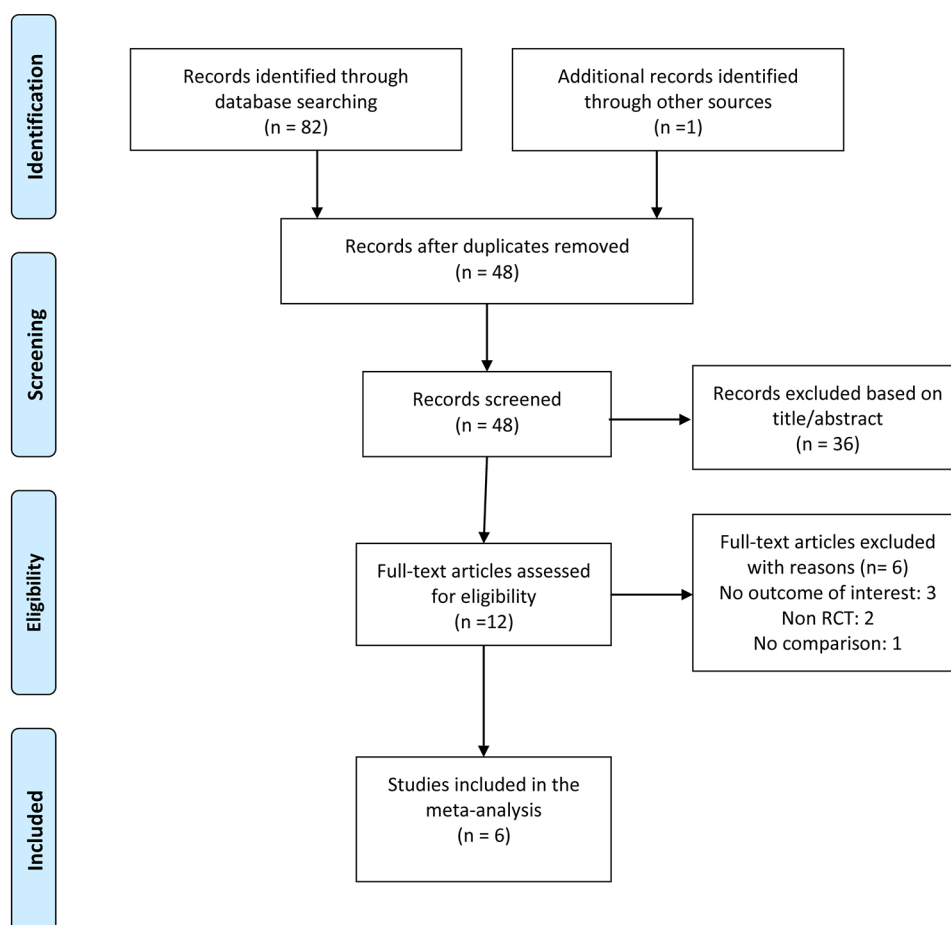 Identification
Records identified through
database searching
(n = 82)
Additional records identified
through other sources
(n =1)
Records after duplicates removed
(n = 48)
Screening
Records screened
(n = 48)
Records excluded based on
title/abstract
(n = 36)
Eligibility
Full-text articles assessed
for eligibility
(n =12)
Full-text articles excluded
with reasons (n= 6)
No outcome of interest: 3
Non RCT: 2
No comparison: 1
Included
Studies included in the
meta-analysis
(n = 6)